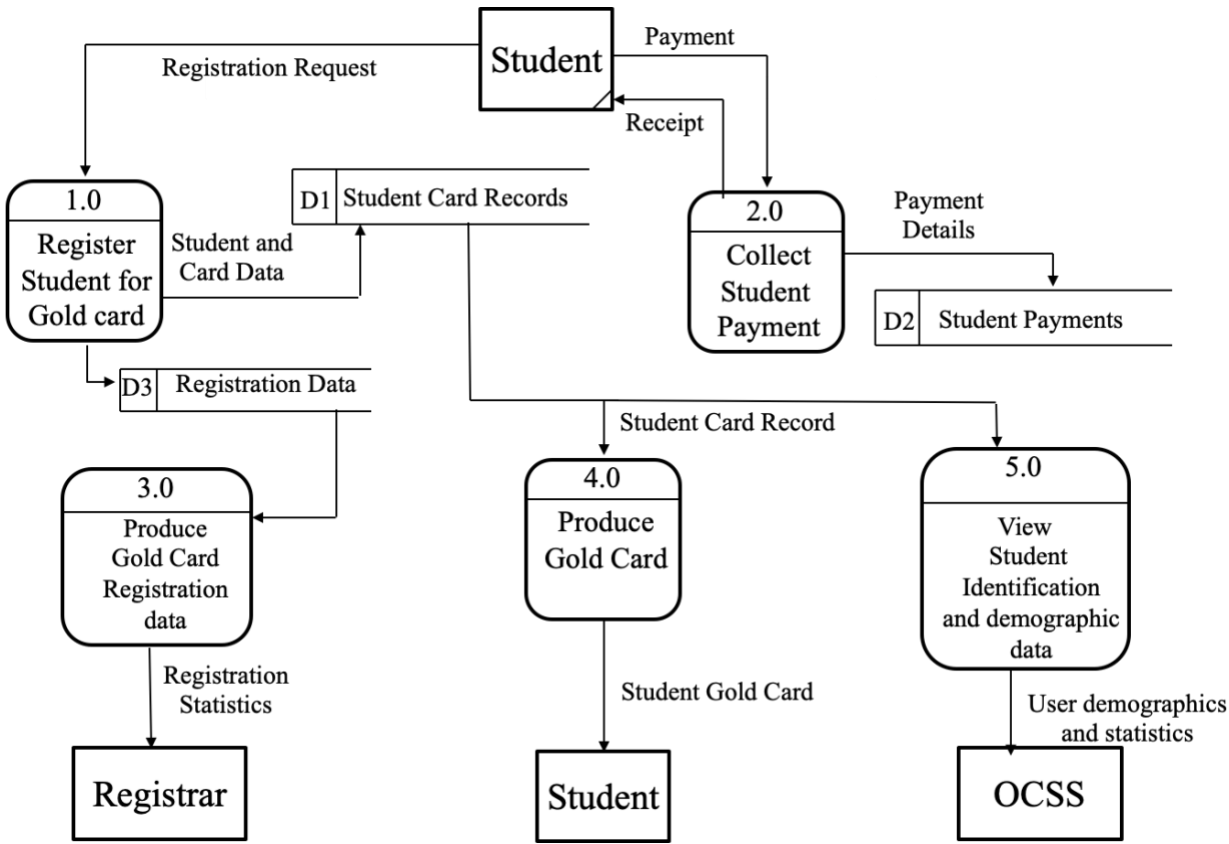 Student
Payment
Registration Request
Receipt
1.0
Register
Student for
Gold card
Student and
Card Data
D1 Student Card Records
2.0
Collect
Student
Payment
Payment
Details
D2 Student Payments
D3 Registration Data
Student Card Record
3.0
Produce
Gold Card
Registration
data
4.0
Produce
Gold Card
5.0
View
Student
Identification
and demographic
data
Registration
Statistics
Student Gold Card
User demographics
and statistics
Registrar
Student
OCSS